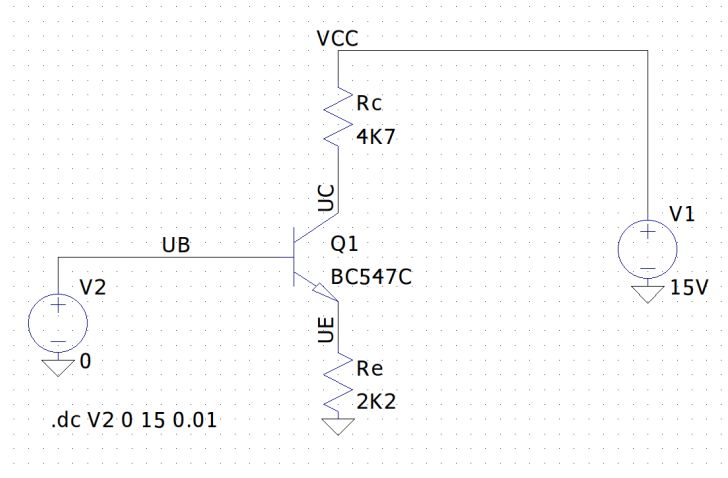 VCC
Rc
4K7
UC
V1
UB
Q1
V2
BC547C
15V
UE
0
Re
2K2
.dc V2 0 15 0.01